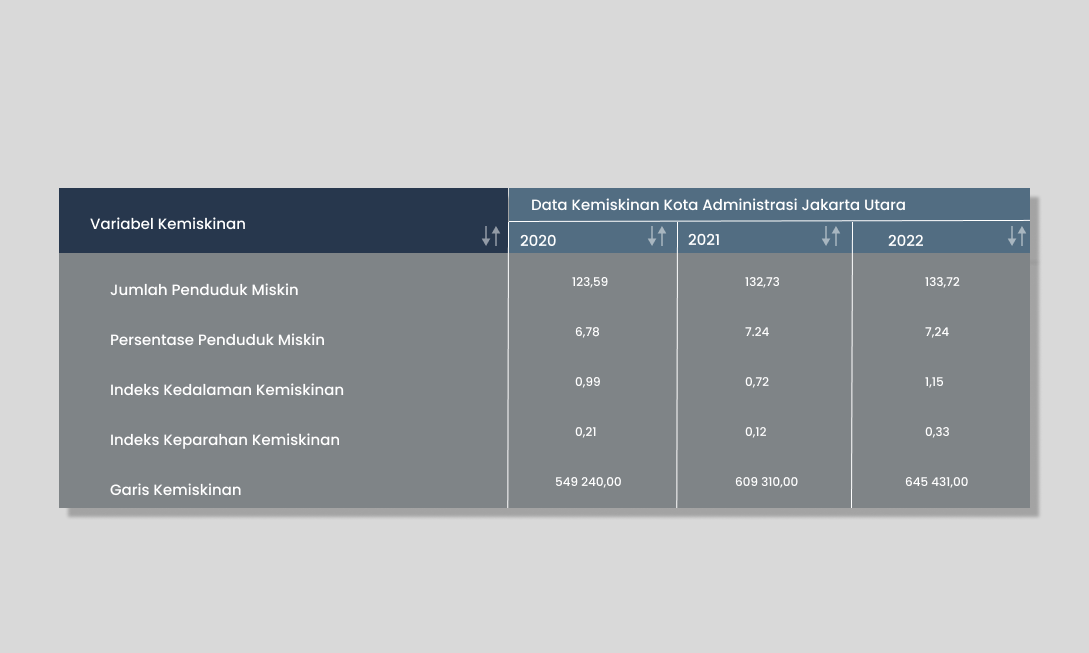 Variabel Kemiskinan
Data Kemiskinan Kota Administrasi Jakarta Utara
2020 2021 2022
Jumlah Penduduk Miskin 123,59 132,73 133,72
Persentase Penduduk Miskin 6,78 7.24 7,24
Indeks Kedalaman Kemiskinan 0,99 0,72 1,15
Indeks Keparahan Kemiskinan 0,21 0,12 0,33
Garis Kemiskinan 549 240,00 609 310,00 645 431,00